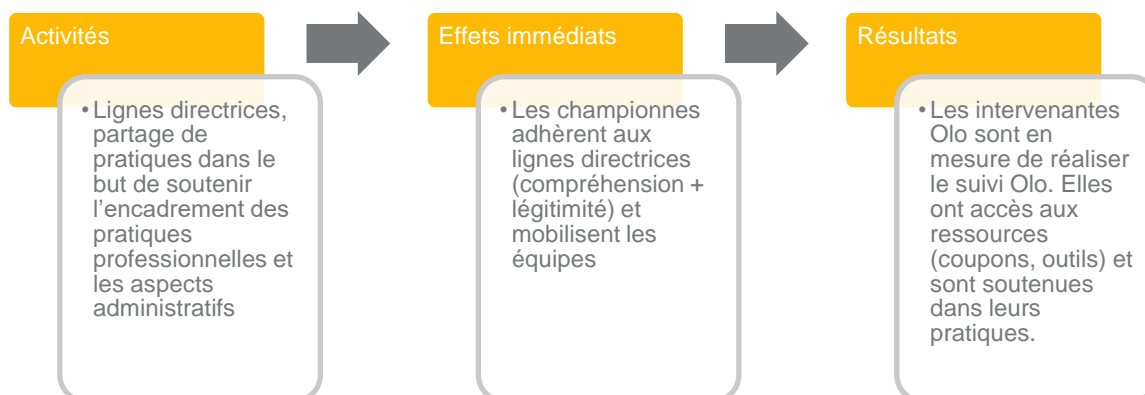 Activités
• Lignes directrices,
partage de
pratiques dans le
but de soutenir
l'encadrement des
pratiques
professionnelles et
les aspects
administratifs
Effets immédiats
• Les championnes
adhèrent aux
lignes directrices
(compréhension +
légitimité) et
mobilisent les
équipes
Résultats
• Les intervenantes
Olo sont en
mesure de réaliser
le suivi Olo. Elles
ont accès aux
ressources
(coupons, outils) et
sont soutenues
dans leurs
pratiques.